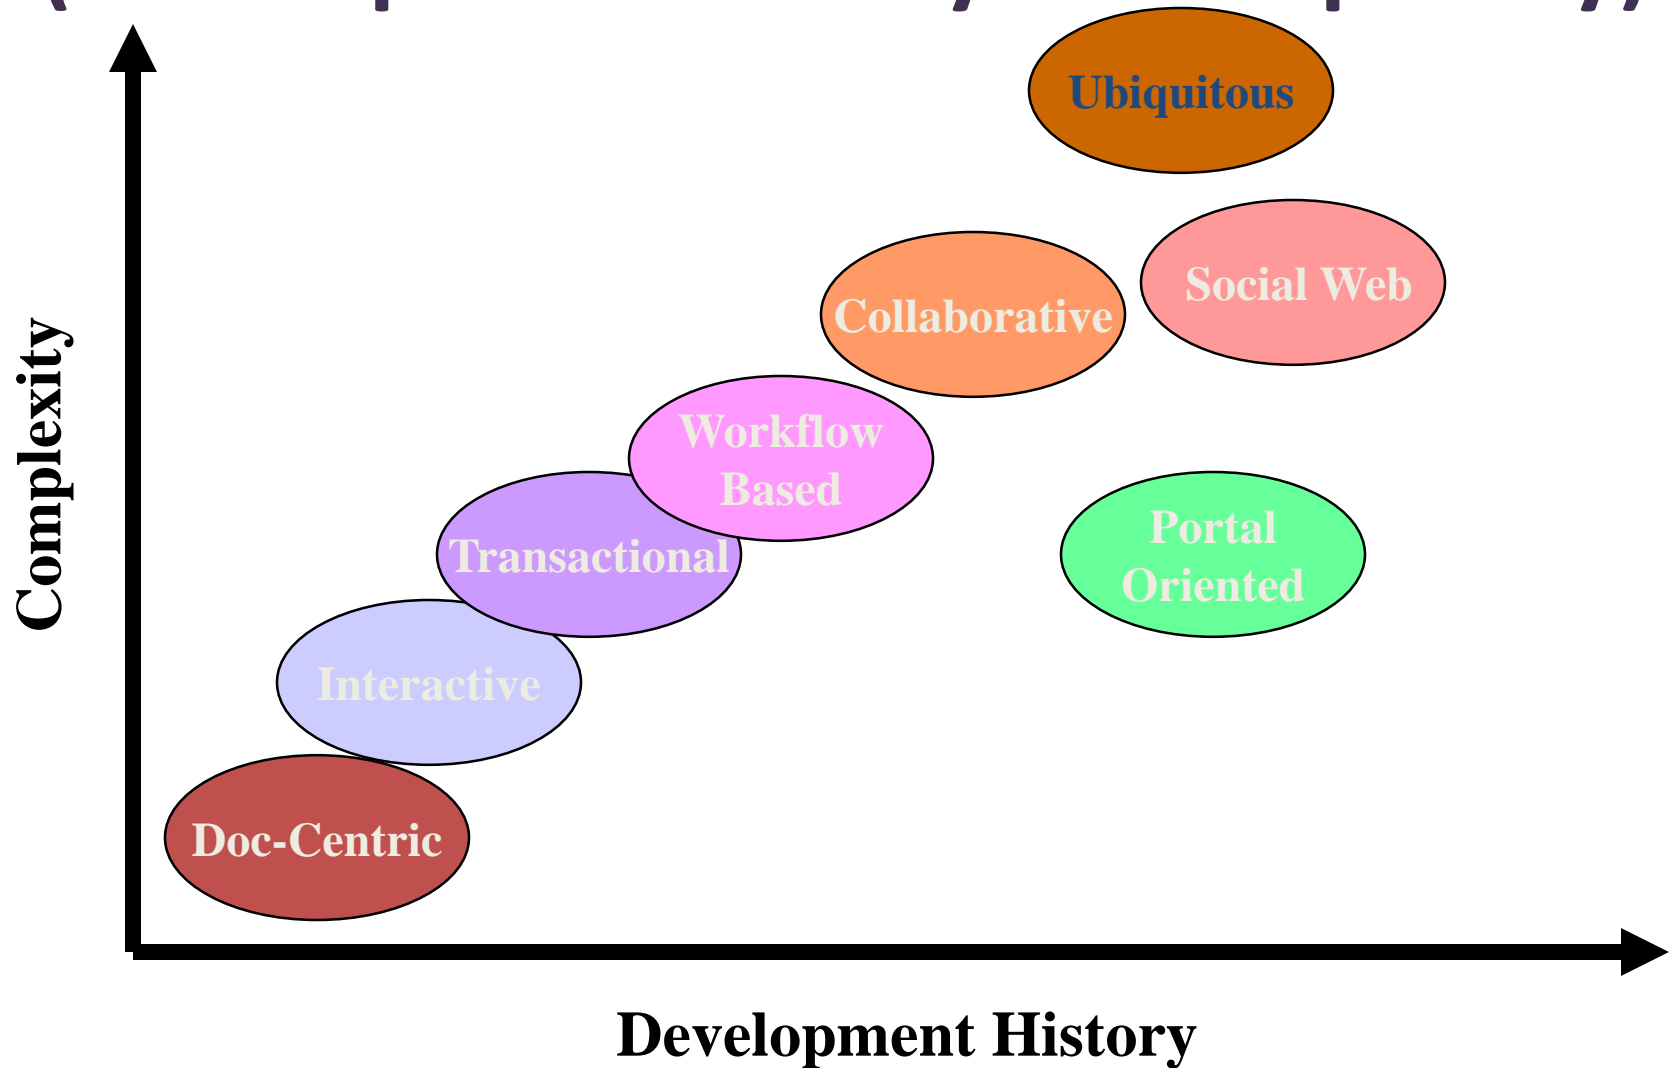 Ubiquitous
Social Web
Collaborative
Workflow
Based
Portal
Oriented
Transactional
Interactive
Doc-Centric
Complexity
Development History